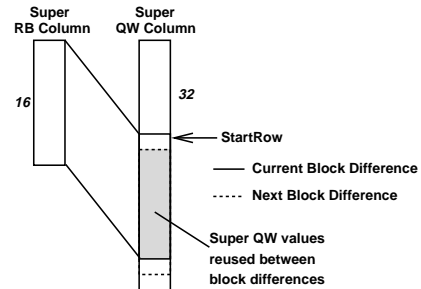 Super
RB Column
Super
QW Column
16
32
StartRow
Current Block Difference
Next Block Difference
Super QW values
reused between
block differences